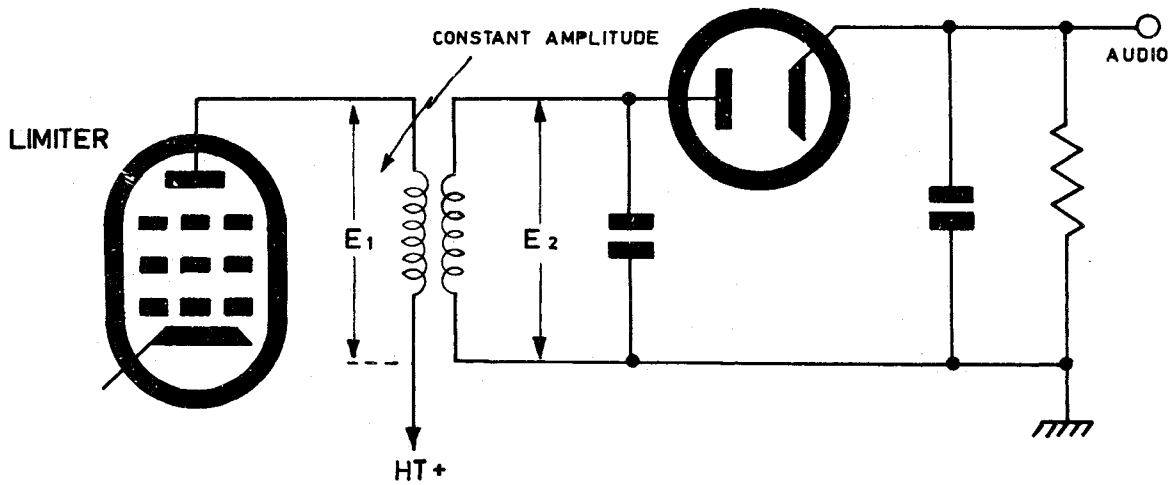 CONSTANT AMPLITUDE
AUDIO
LIMITER
E1
E2
HT+